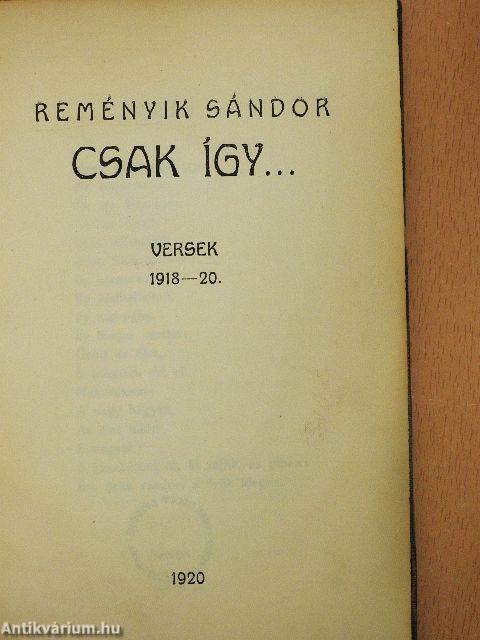 REMÉNYIK SÁNDOR
CSAK ÍGY...
VERSEK
1918—20.
1920
Antikvárium.hu